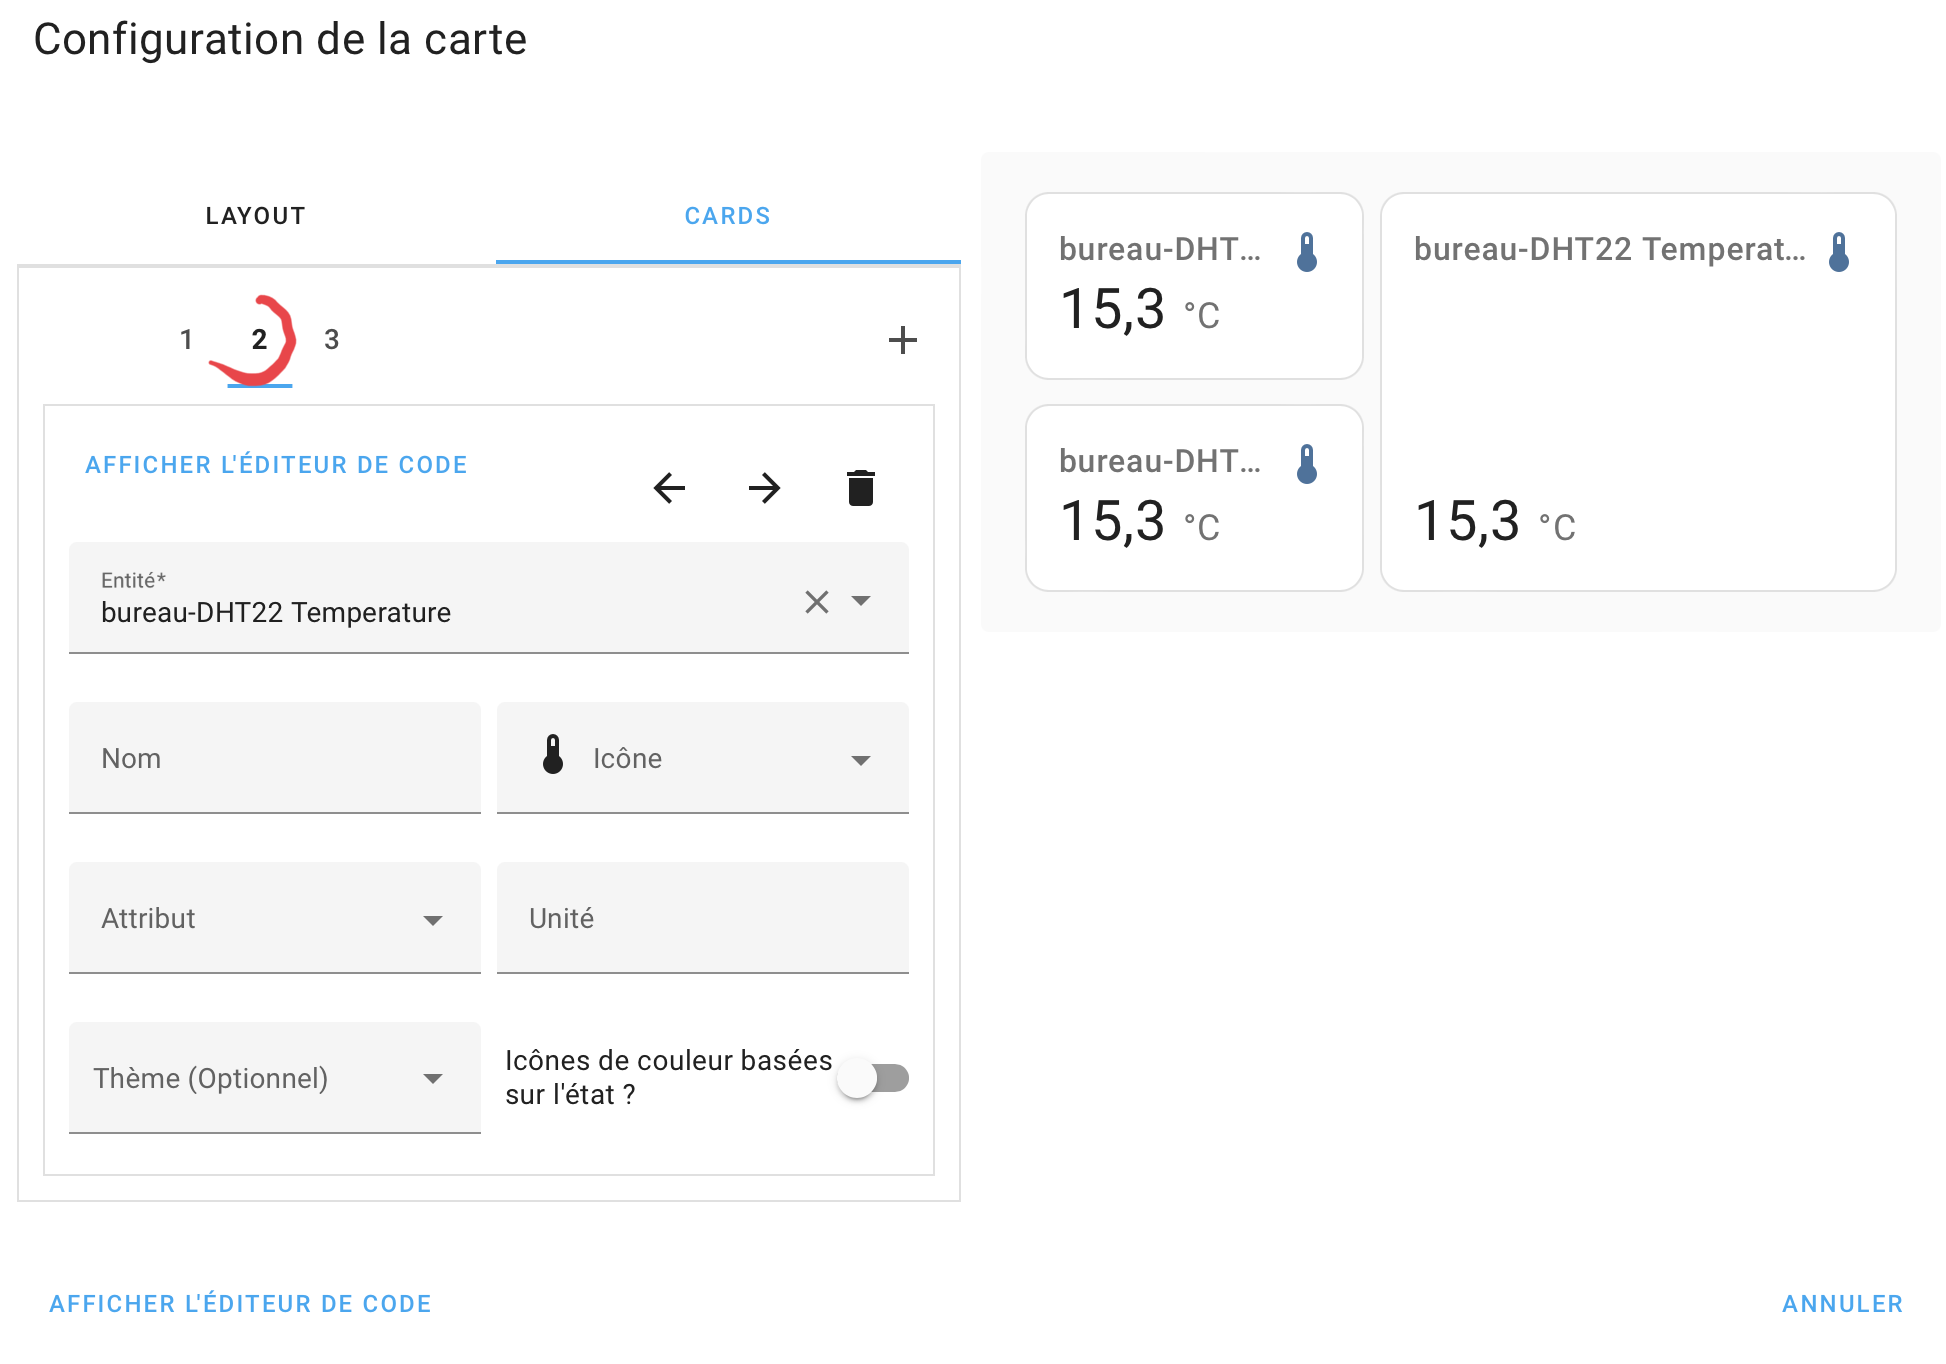 Configuration de la carte
LAYOUT
CARDS
1 2 3
AFFICHER L'ÉDITEUR DE CODE
Entité*
bureau-DHT22 Temperature
Nom
Icône
Attribut
Unité
Thème (Optionnel)
Icônes de couleur basées
sur l'état ?
bureau-DHT...
15,3 °C
bureau-DHT...
15,3 °C
bureau-DHT22 Temperat...
15,3 °C
AFFICHER L'ÉDITEUR DE CODE
ANNULER